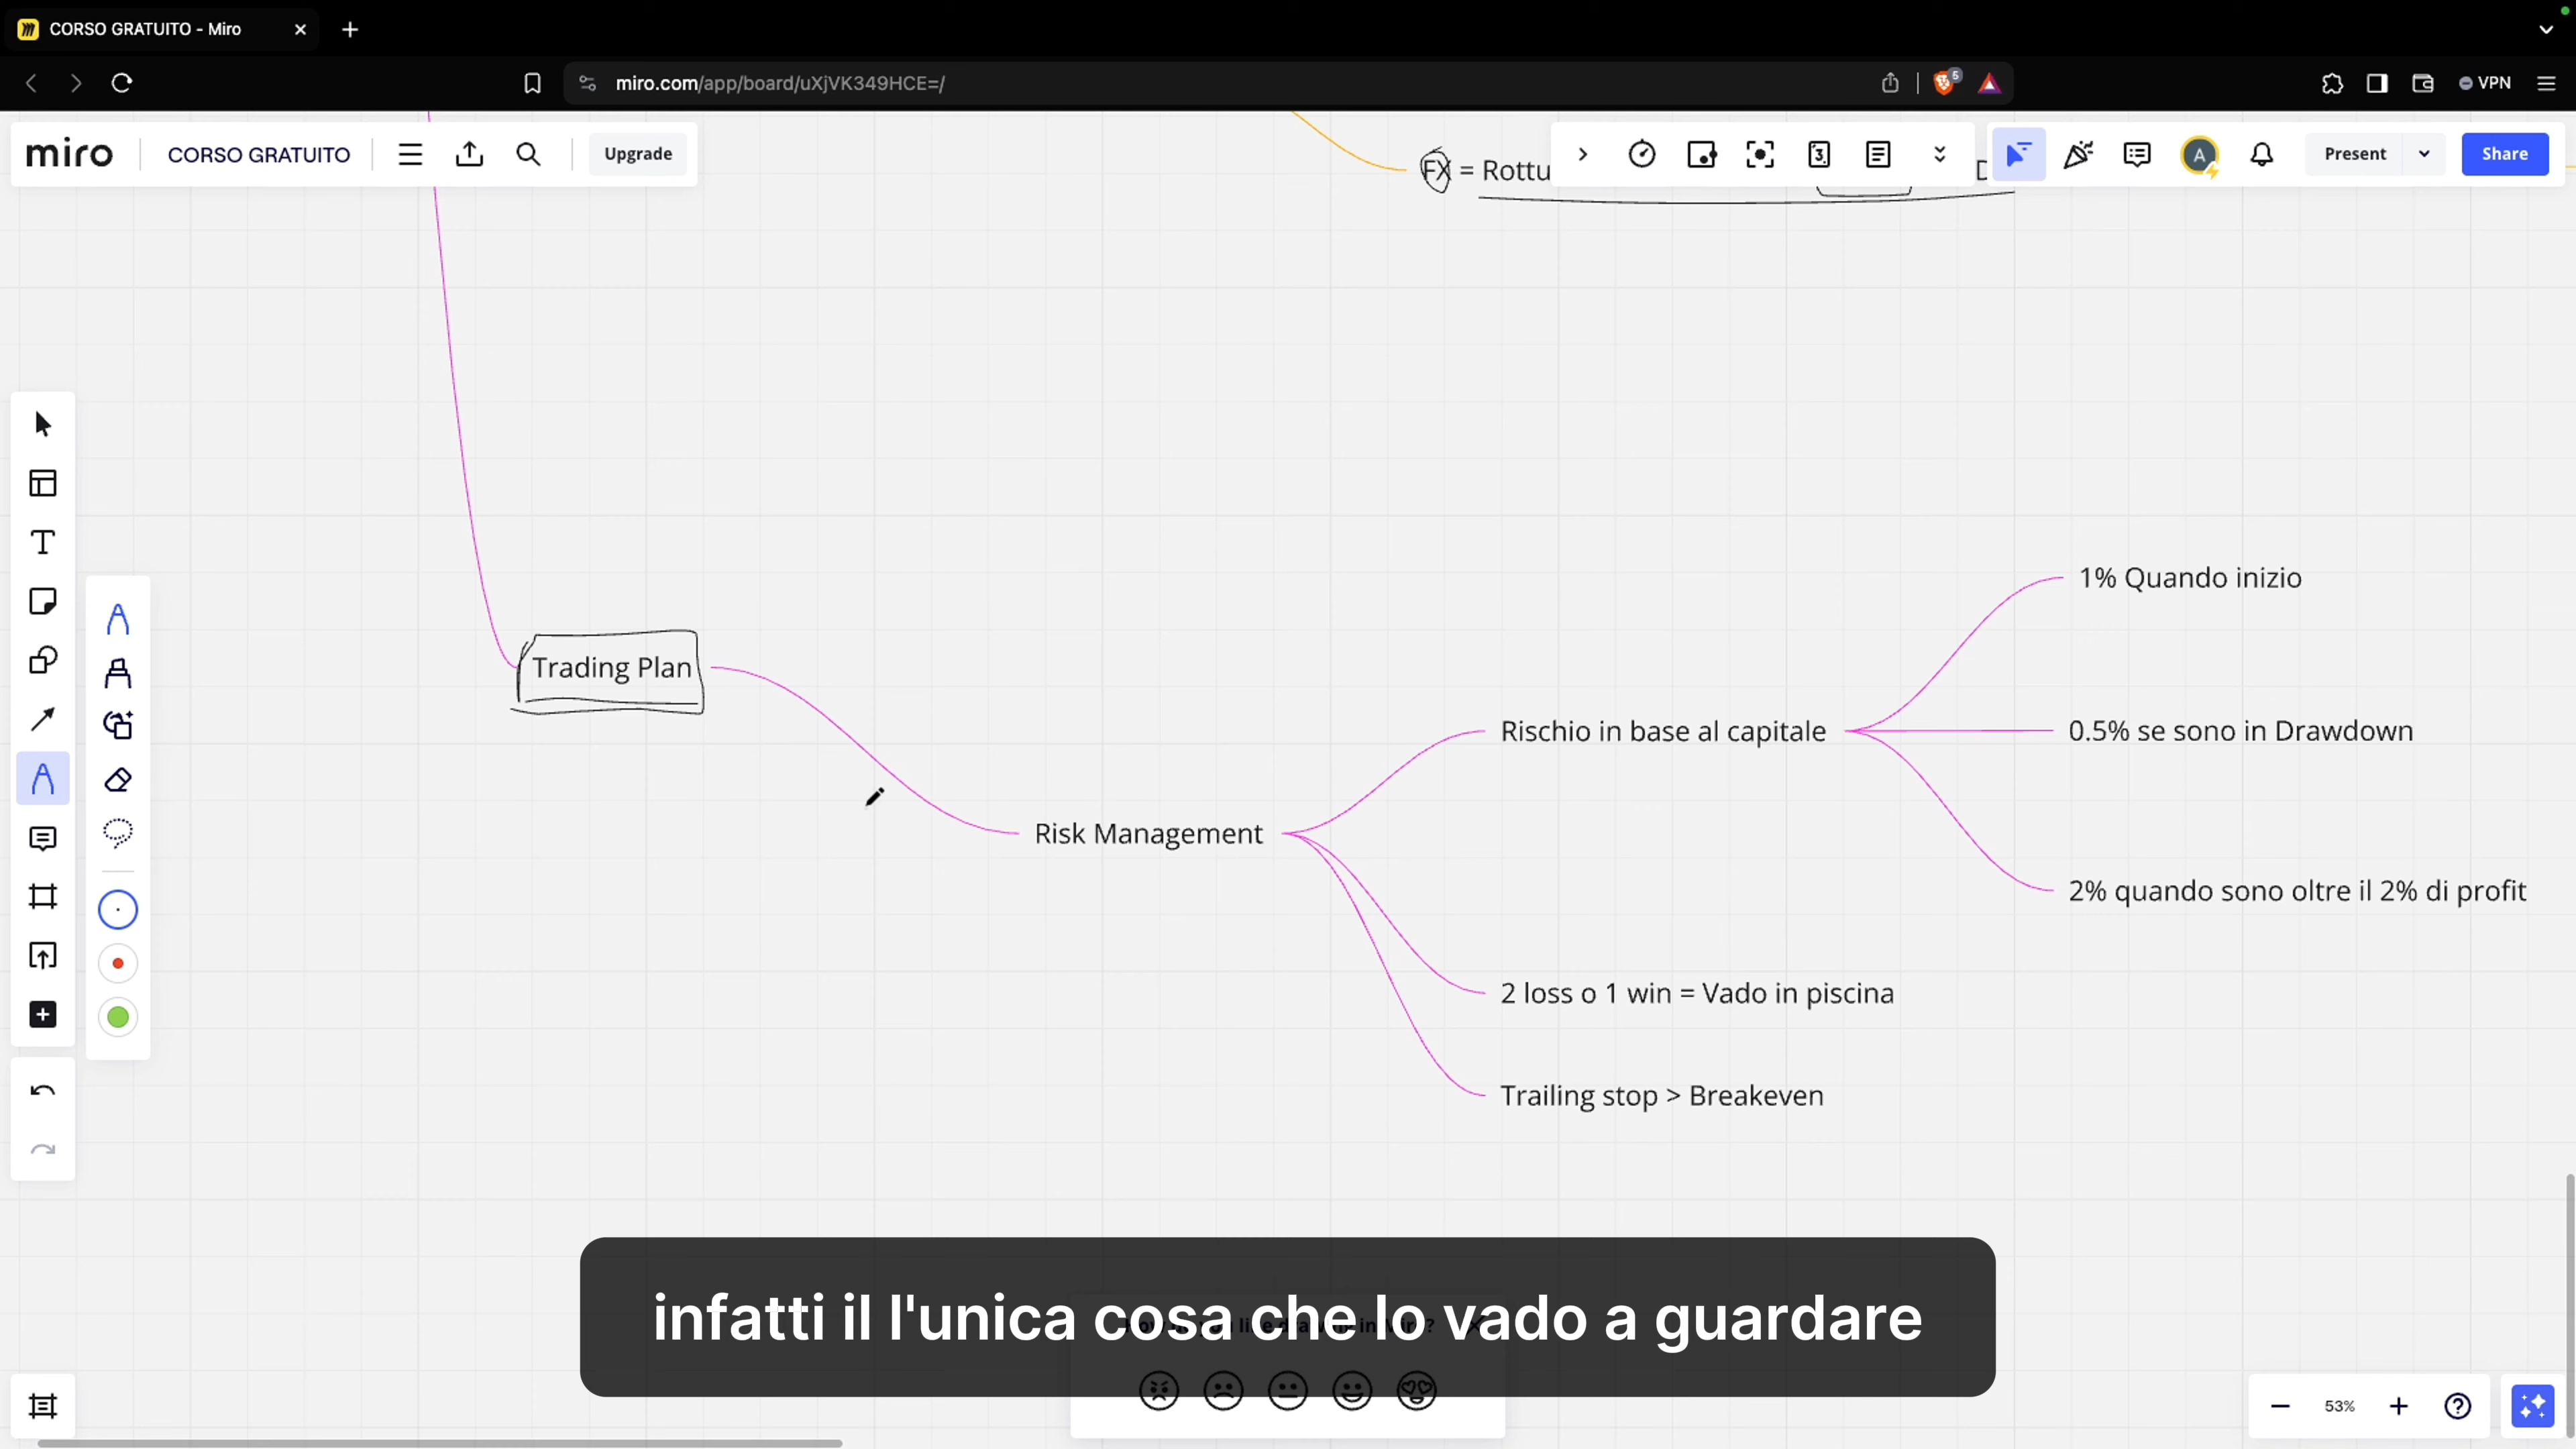 CORSO GRATUITO - Miro
miro.com/app/board/uXjVK349HCE=/
5
VPN
miro
CORSO GRATUITO
Upgrade
FX = Rottu
3
A
Present
Share
1% Quando inizio
Trading Plan
Rischio in base al capitale
0.5% se sono in Drawdown
Risk Management
2% quando sono oltre il 2% di profit
2 loss o 1 win = Vado in piscina
Trailing stop > Breakeven
infatti il l'unica cosa che lo vado a guardare
53%